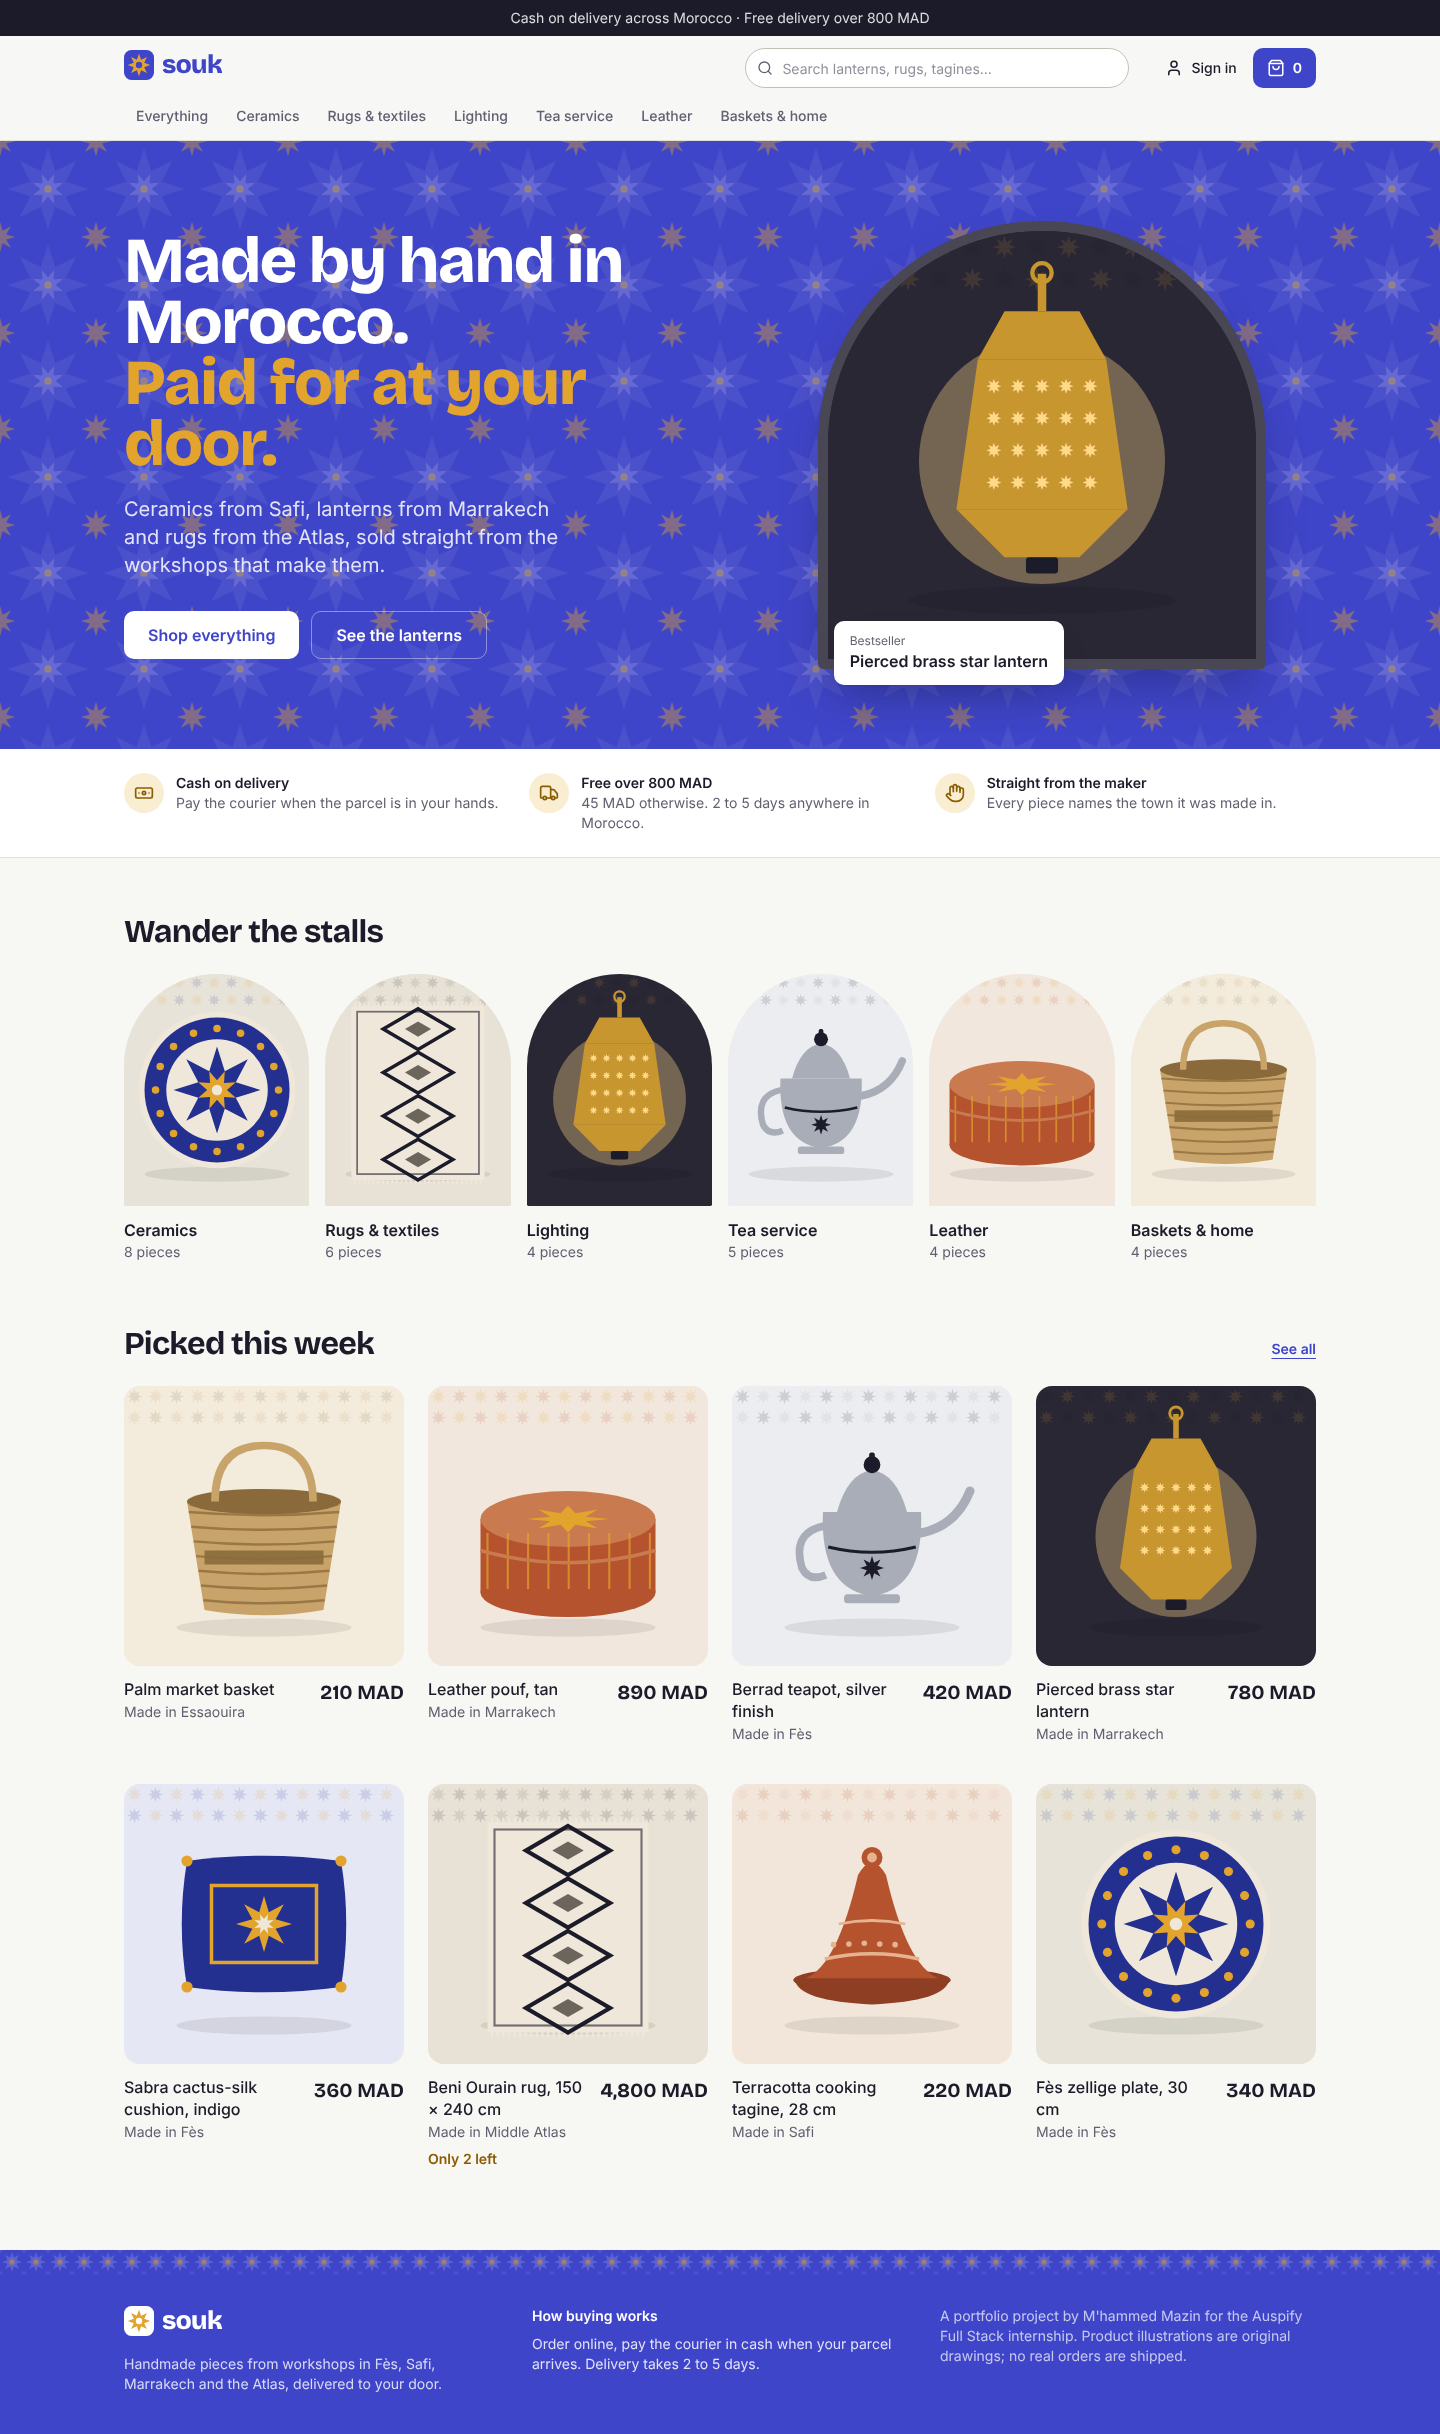 Cash on delivery across Morocco · Free delivery over 800 MAD
souk
Search lanterns, rugs, tagines...
Sign in
0
Everything
Ceramics
Rugs & textiles
Lighting
Tea service
Leather
Baskets & home
Made by hand in
Morocco.
Paid for at your
door.
Ceramics from Safi, lanterns from Marrakech
and rugs from the Atlas, sold straight from the
workshops that make them.
Shop everything
See the lanterns
Bestseller
Pierced brass star lantern
Cash on delivery
Pay the courier when the parcel is in your hands.
Free over 800 MAD
45 MAD otherwise. 2 to 5 days anywhere in
Morocco.
Straight from the maker
Every piece names the town it was made in.
Wander the stalls
Ceramics
8 pieces
Rugs & textiles
6 pieces
Lighting
4 pieces
Tea service
5 pieces
Leather
4 pieces
Baskets & home
4 pieces
Picked this week
See all
Palm market basket
210 MAD
Made in Essaouira
Leather pouf, tan
890 MAD
Made in Marrakech
Berrad teapot, silver
finish
420 MAD
Made in Fès
Pierced brass star
lantern
780 MAD
Made in Marrakech
Sabra cactus-silk
cushion, indigo
360 MAD
Made in Fès
Beni Ourain rug, 150
× 240 cm
4,800 MAD
Made in Middle Atlas
Only 2 left
Terracotta cooking
tagine, 28 cm
220 MAD
Made in Safi
Fès zellige plate, 30
cm
340 MAD
Made in Fès
souk
Handmade pieces from workshops in Fès, Safi,
Marrakech and the Atlas, delivered to your door.
How buying works
Order online, pay the courier in cash when your parcel
arrives. Delivery takes 2 to 5 days.
A portfolio project by M'hammed Mazin for the Auspify
Full Stack internship. Product illustrations are original
drawings; no real orders are shipped.